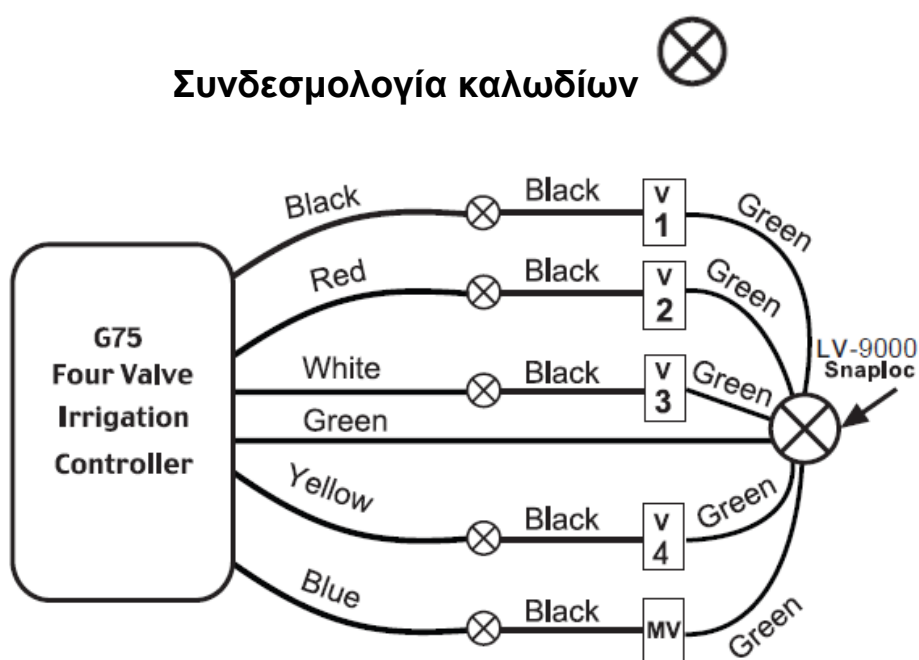 Συνδεσμολογία καλωδίων
Black
Black
V
1
Green
Red
Black
V
2
Green
G75
Four Valve
Irrigation
Controller
White
Black
V
3
Green
LV-9000
Snaploc
Green
Yellow
Black
V
4
Green
Blue
Black
MV
Green